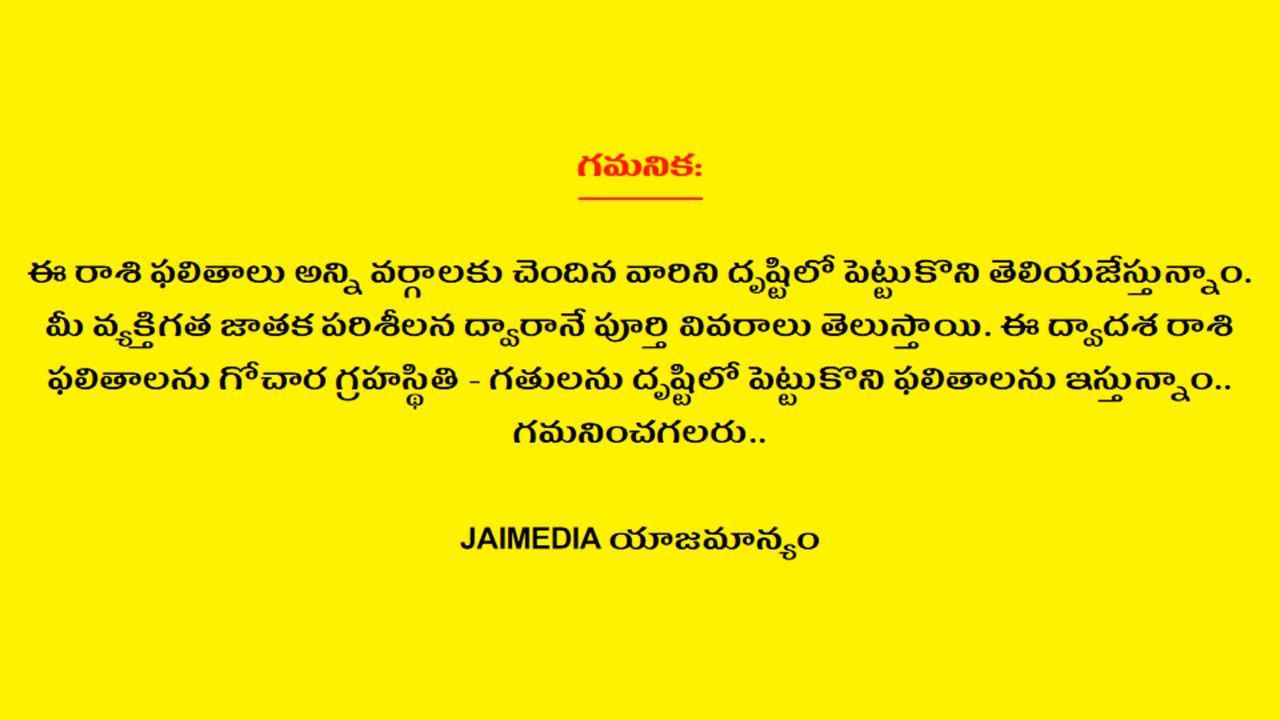 గమనిక:
ఈ రాశి ఫలితాలు అన్ని వర్గాలకు చెందిన వారిని దృష్టిలో పెట్టుకొని తెలియజేస్తున్నాం.
మీ వ్యక్తిగత జాతక పరిశీలన ద్వారానే పూర్తి వివరాలు తెలుస్తాయి. ఈ ద్వాదశ రాశి
ఫలితాలను గోచార గ్రహస్థితి - గతులను దృష్టిలో పెట్టుకొని ఫలితాలను ఇస్తున్నాం..
గమనించగలరు..
JAIMEDIA యాజమాన్యం